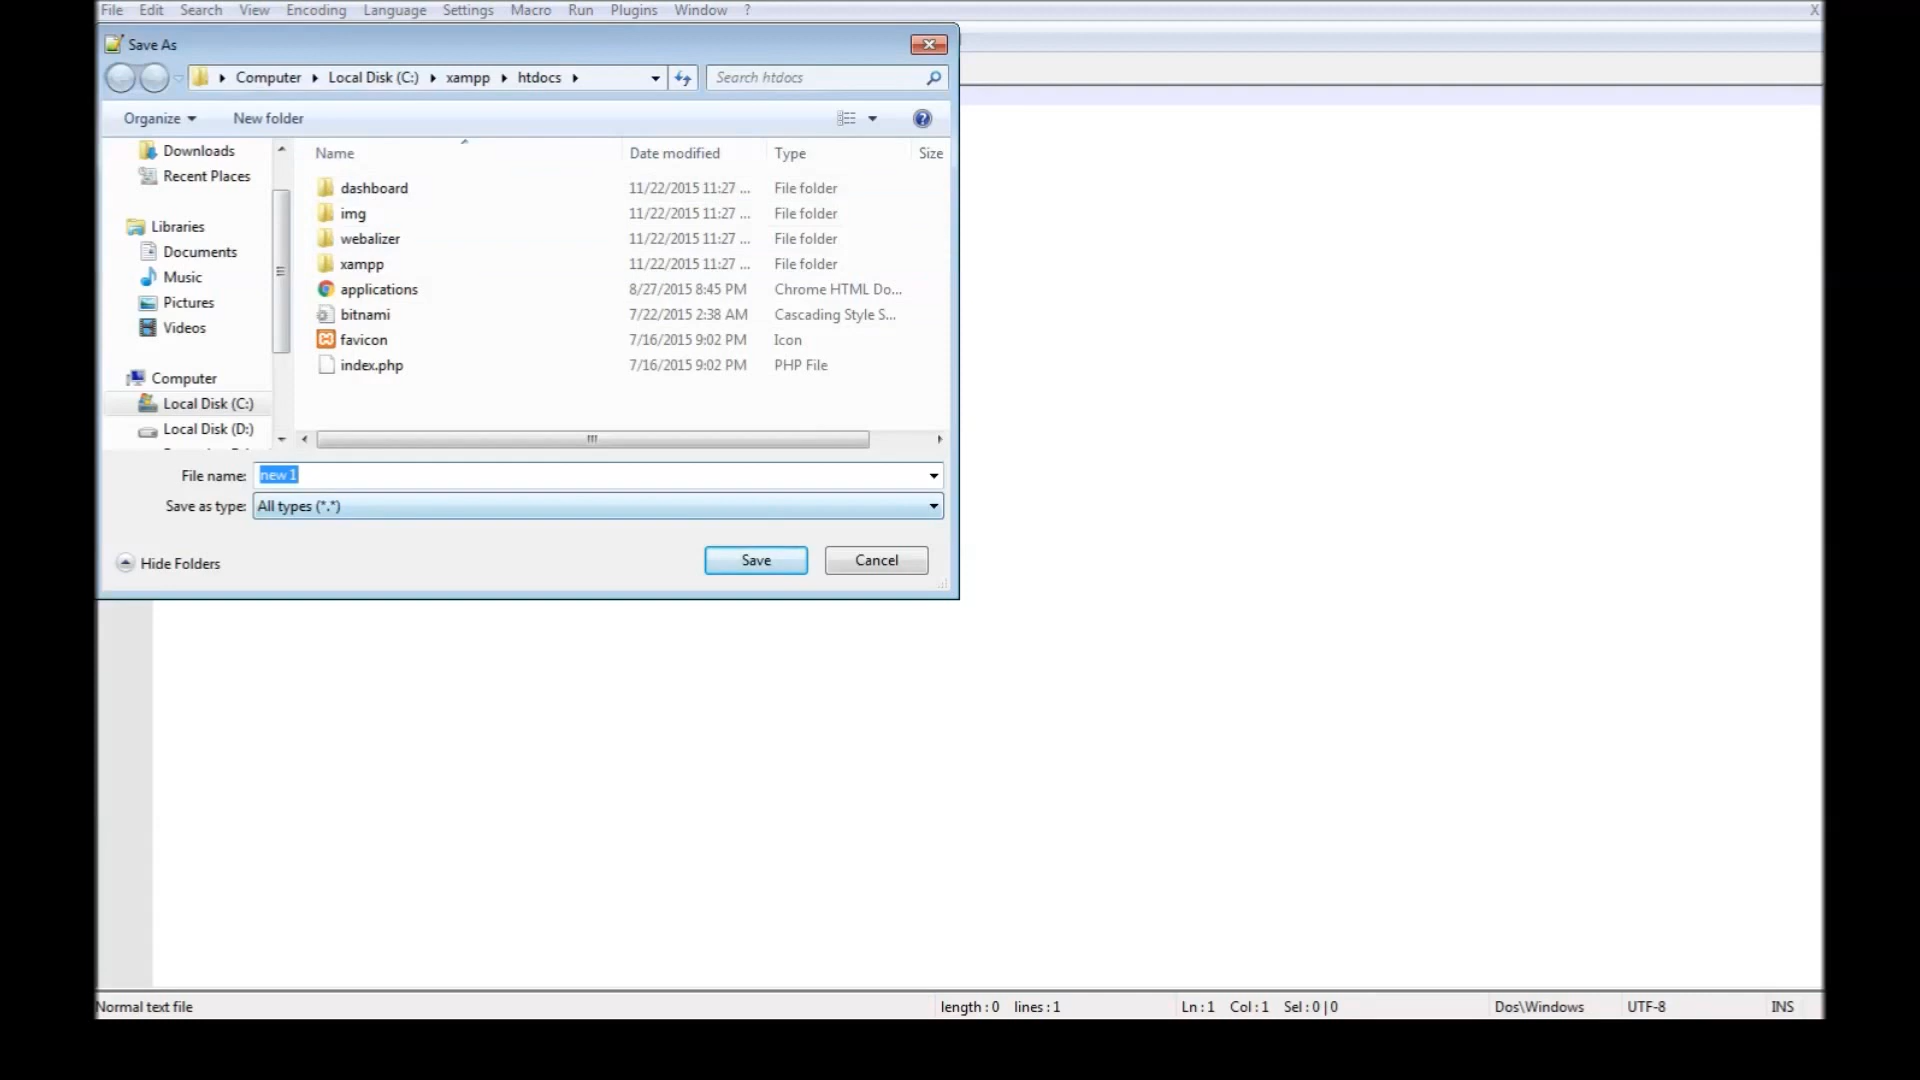 File Edit Search View Encoding Language Settings Macro Run Plugins Window ? X
Save As
Computer Local Disk (C:) xampp htdocs Search htdocs
Organize New folder
Name Date modified Type Size
Downloads
Recent Places
Libraries
Documents
Music
Pictures
Videos
Computer
Local Disk (C:)
Local Disk (D:)
dashboard 11/22/2015 11:27 ... File folder
img 11/22/2015 11:27 ... File folder
webalizer 11/22/2015 11:27 ... File folder
xampp 11/22/2015 11:27 ... File folder
applications 8/27/2015 8:45 PM Chrome HTML Do...
bitnami 7/22/2015 2:38 AM Cascading Style S...
favicon 7/16/2015 9:02 PM Icon
index.php 7/16/2015 9:02 PM PHP File
File name: new 1
Save as type: All types (*.*)
Hide Folders Save Cancel
Normal text file length : 0 lines : 1 Ln : 1 Col : 1 Sel : 0 | 0 Dos\Windows UTF-8 INS